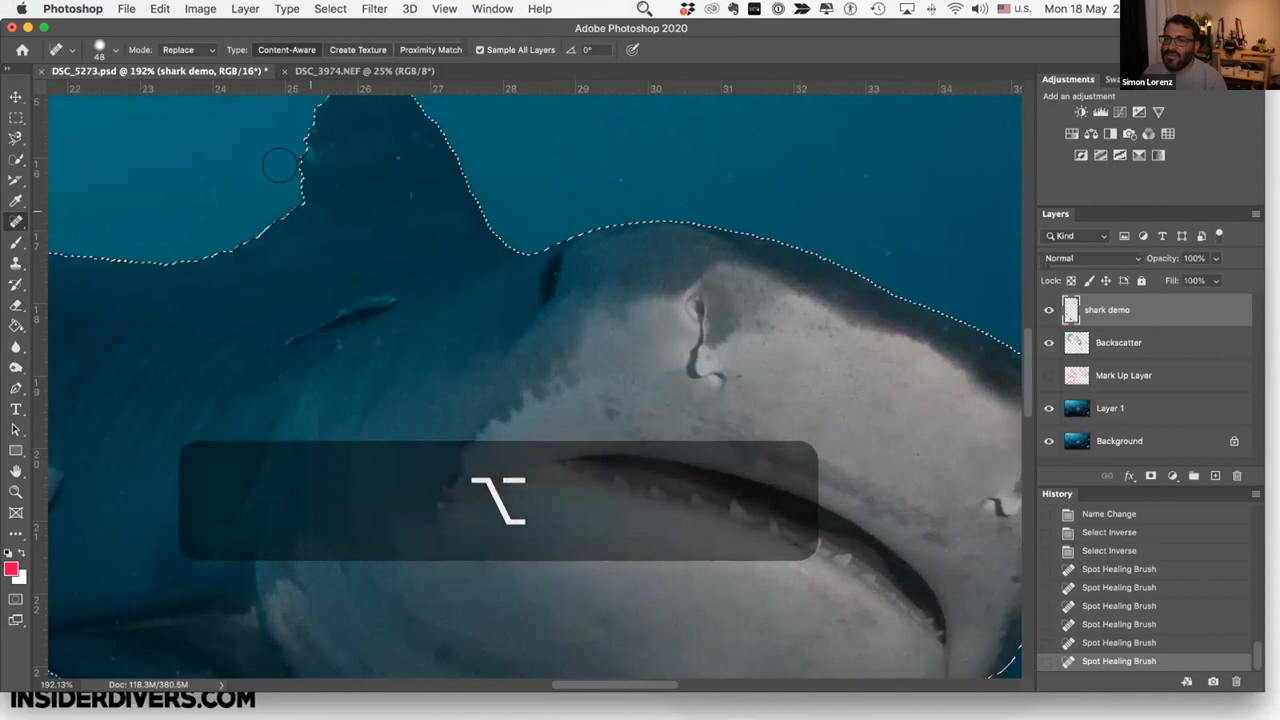 Photoshop File Edit Image Layer Type Select Filter 3D View Window Help U.S. Mon 18 May 2
Adobe Photoshop 2020
48 Mode: Replace Type: Content-Aware Create Texture Proximity Match Sample All Layers 0°
DSC_5273.psd @ 192% (shark demo, RGB/16*) * DSC_3974.NEF @ 25% (RGB/8*)
Simon Lorenz
22 23 24 25 26 27 28 29 30 31 32 33 34
Adjustments
Add an adjustment
Layers
Kind
Normal Opacity: 100%
Lock: Fill: 100%
shark demo
Backscatter
Mark Up Layer
Layer 1
Background
History
Name Change
Select Inverse
Select Inverse
Spot Healing Brush
Spot Healing Brush
Spot Healing Brush
Spot Healing Brush
Spot Healing Brush
Spot Healing Brush
⌥
192.13% Doc: 118.3M/380.5M
INSIDERDIVERS.COM